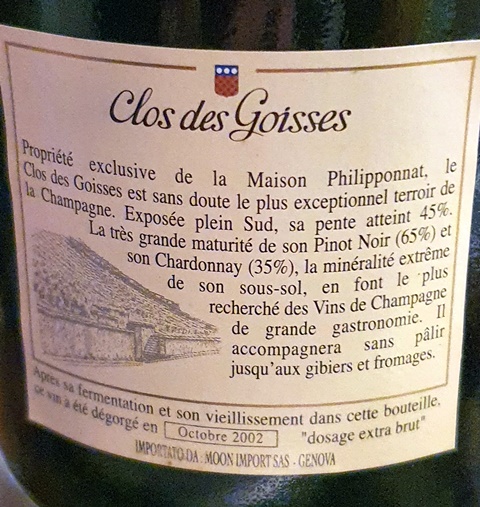 Clos des Goisses
Propriété exclusive de la Maison Philipponnat, le
Clos des Goisses est sans doute le plus exceptionnel terroir de
la Champagne. Exposée plein Sud, sa pente atteint 45%.
La très grande maturité de son Pinot Noir (65%) et
son Chardonnay (35%), la minéralité extrême
de son sous-sol, en font le plus
recherché des Vins de Champagne
de grande gastronomie. Il
accompagnera sans pâlir
jusqu'aux gibiers et fromages.
Après sa fermentation et son vieillissement dans cette bouteille,
ce vin a été dégorgé en Octobre 2002 "dosage extra brut"
IMPORTATO DA : MOON IMPORT SAS - GENOVA